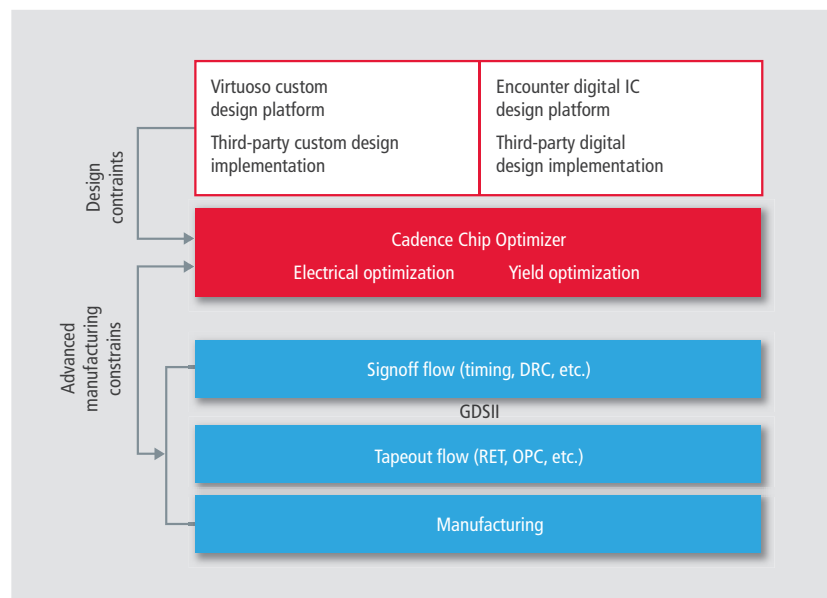 Virtuoso custom
design platform
Third-party custom design
implementation
Encounter digital IC
design platform
Third-party digital
design implementation
Design
contraints
Cadence Chip Optimizer
Electrical optimization Yield optimization
Advanced
manufacturing
constrains
Signoff flow (timing, DRC, etc.)
GDSII
Tapeout flow (RET, OPC, etc.)
Manufacturing